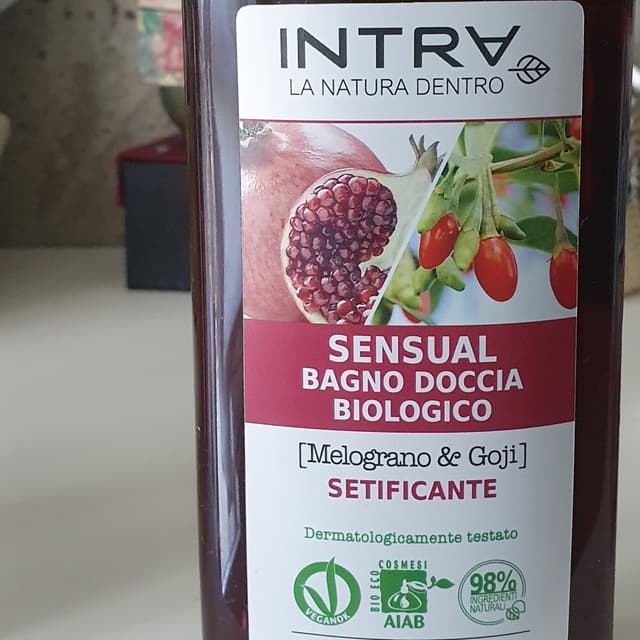 INTRA
LA NATURA DENTRO
SENSUAL
BAGNO DOCCIA
BIOLOGICO
[Melograno & Goji]
SETIFICANTE
Dermatologicamente testato
VEGANOK
BIO ECO COSMESI
AIAB
98%
INGREDIENTI
NATURALI